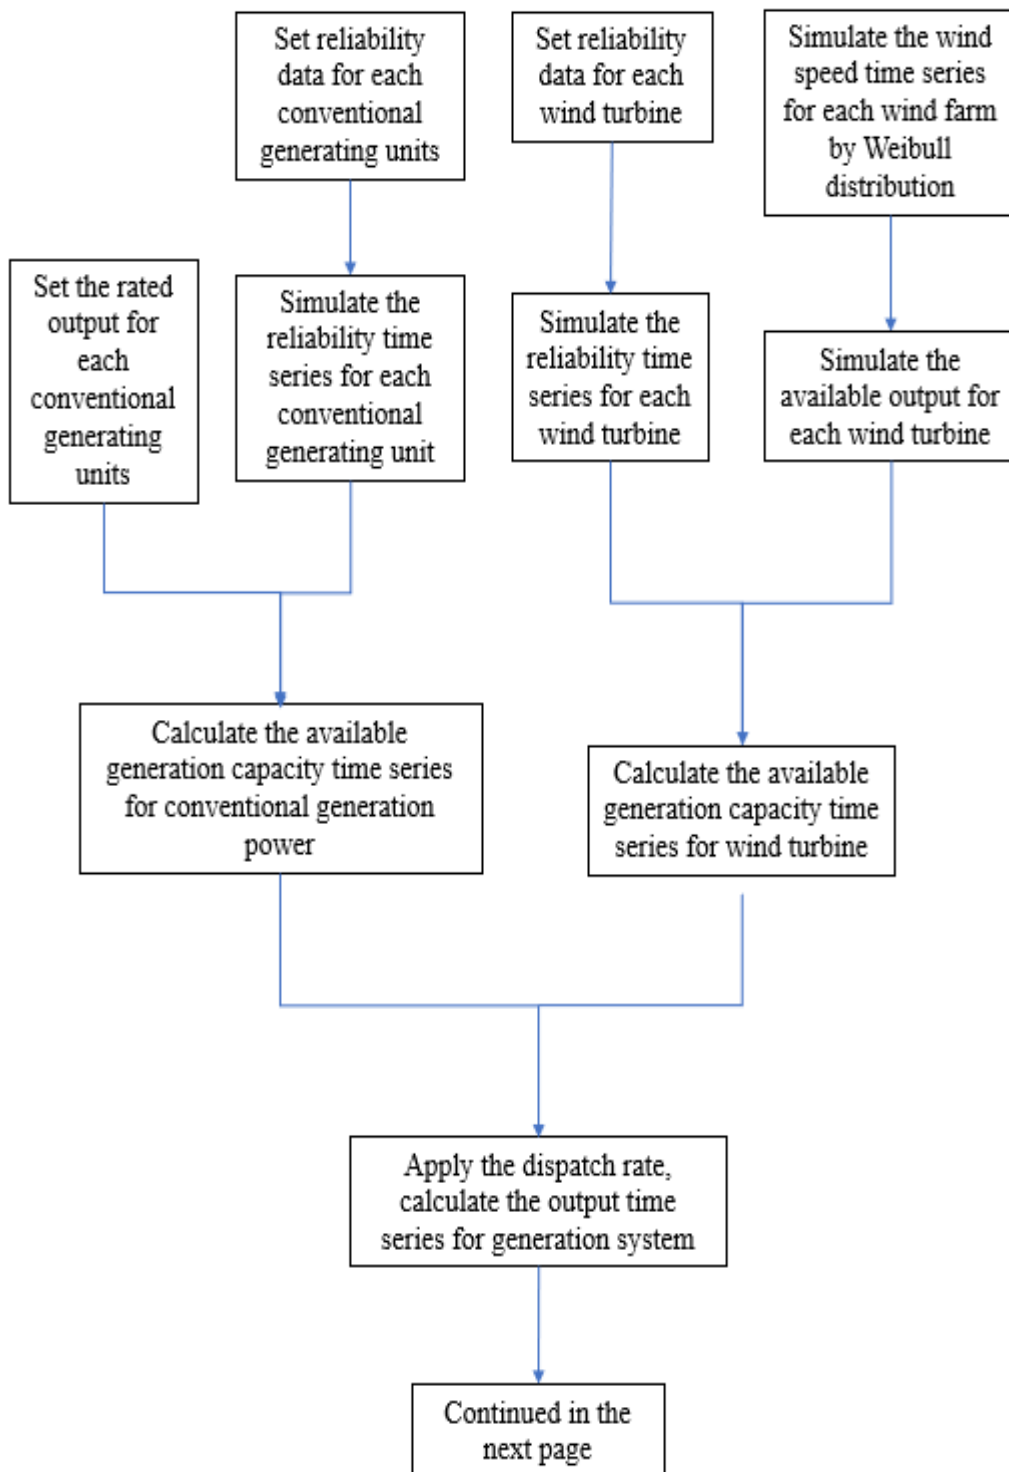 Set reliability
data for each
conventional
generating units
Set reliability
data for each
wind turbine
Simulate the wind
speed time series
for each wind farm
by Weibull
distribution
Set the rated
output for
each
conventional
generating
units
Simulate the
reliability time
series for each
conventional
generating unit
Simulate the
reliability time
series for each
wind turbine
Simulate the
available output for
each wind turbine
Calculate the available
generation capacity time series
for conventional generation
power
Calculate the available
generation capacity time
series for wind turbine
Apply the dispatch rate,
calculate the output time
series for generation system
Continued in the
next page